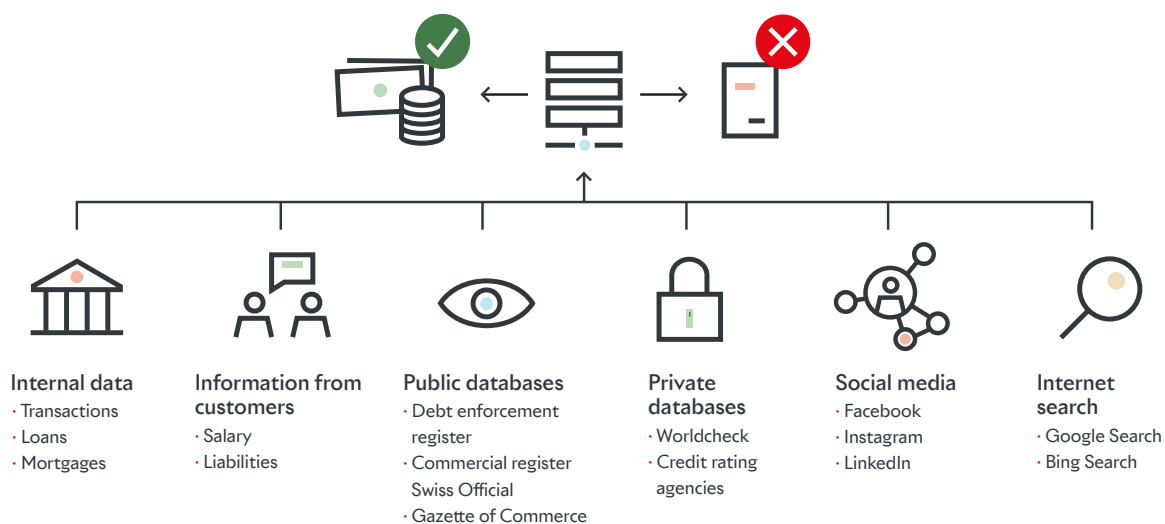 Internal data
· Transactions
· Loans
· Mortgages
Information from
customers
· Salary
· Liabilities
Public databases
· Debt enforcement
register
· Commercial register
Swiss Official
· Gazette of Commerce
Private
databases
· Worldcheck
· Credit rating
agencies
Social media
· Facebook
· Instagram
· LinkedIn
Internet
search
· Google Search
· Bing Search